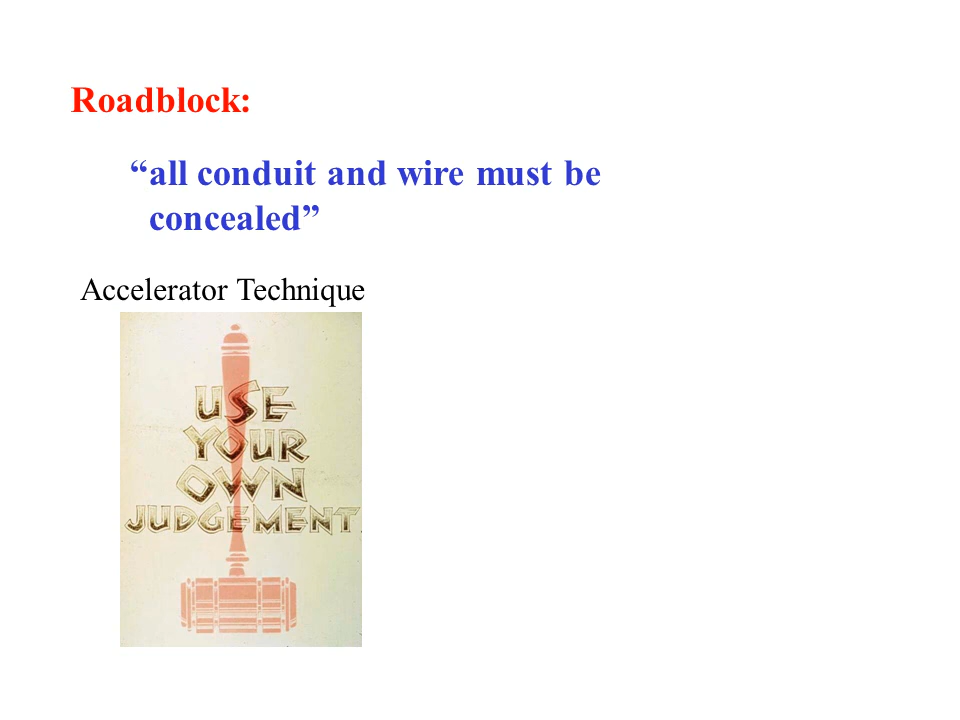 Roadblock:
“all conduit and wire must be
concealed”
Accelerator Technique
USE
YOUR
OWN
JUDGEMENT.